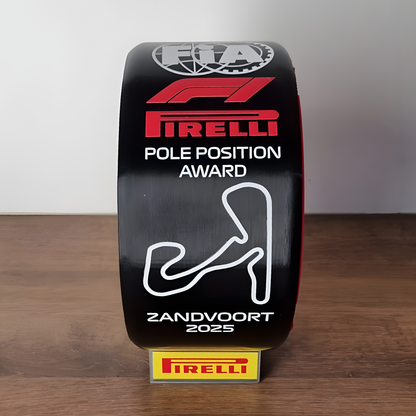 FIA
F1
PIRELLI
POLE POSITION
AWARD
ZANDVOORT
2025
PIRELLI